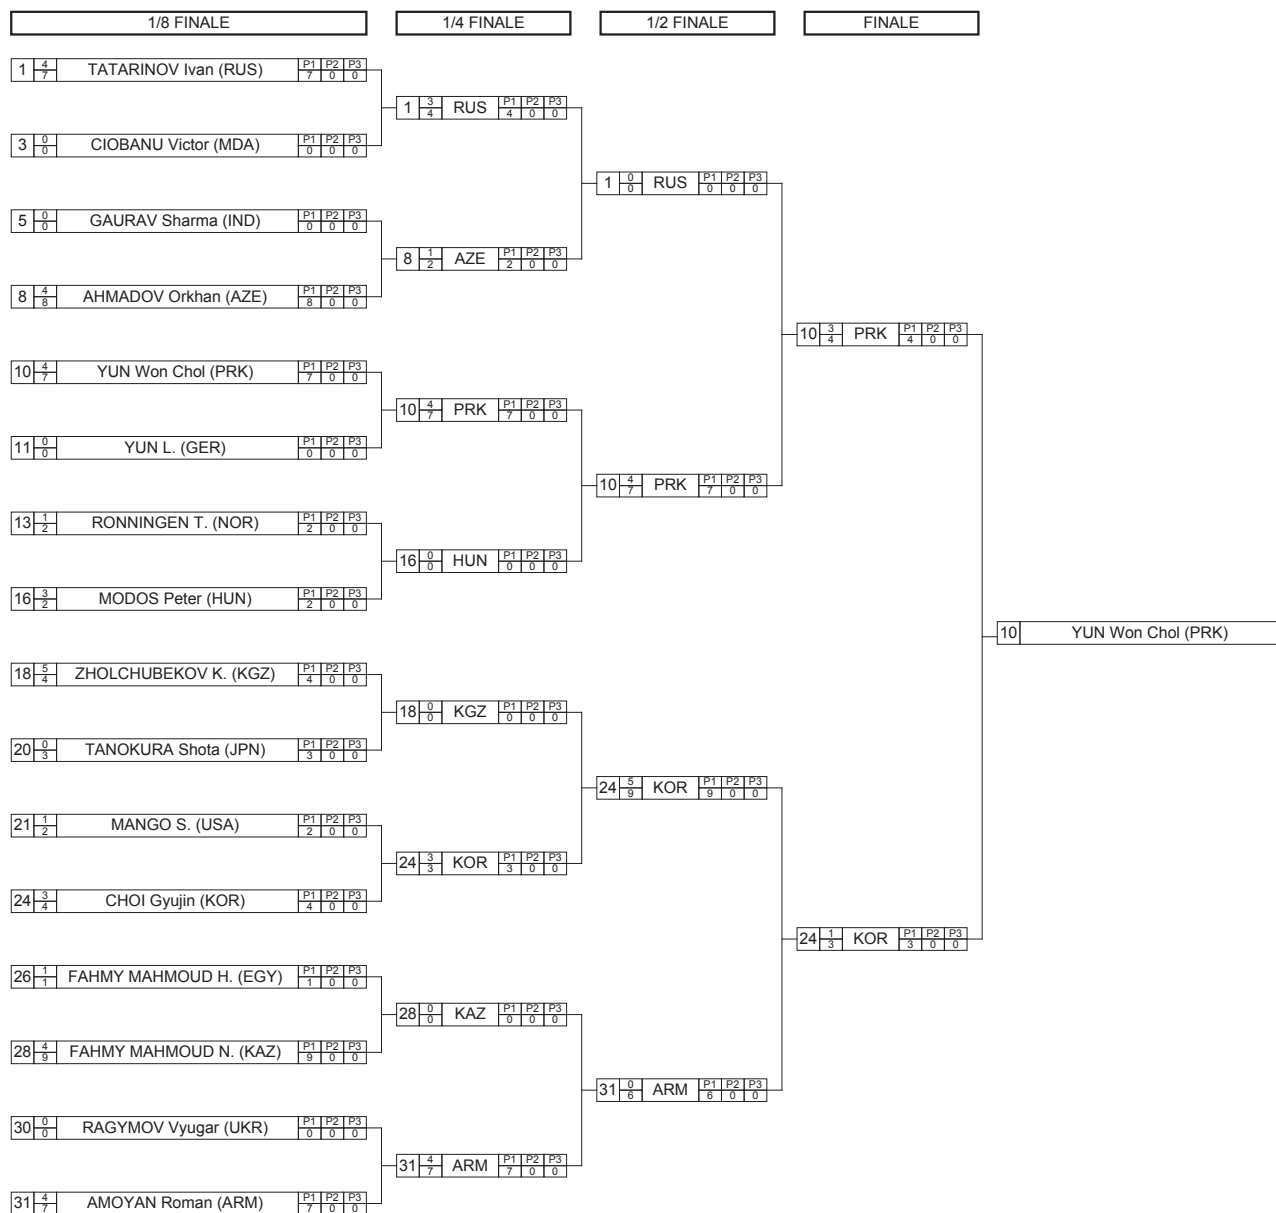 1/8 FINALE 1/4 FINALE 1/2 FINALE FINALE
1 4 7 TATARINOV Ivan (RUS) P1 P2 P3 7 0 0
1 3 4 RUS P1 P2 P3 4 0 0
3 0 0 CIOBANU Victor (MDA) P1 P2 P3 0 0 0
1 0 0 RUS P1 P2 P3 0 0 0
5 0 0 GAURAV Sharma (IND) P1 P2 P3 0 0 0
8 1 2 AZE P1 P2 P3 2 0 0
8 4 8 AHMADOV Orkhan (AZE) P1 P2 P3 8 0 0
10 3 4 PRK P1 P2 P3 4 0 0
10 4 7 YUN Won Chol (PRK) P1 P2 P3 7 0 0
10 4 7 PRK P1 P2 P3 7 0 0
11 0 0 YUN L. (GER) P1 P2 P3 0 0 0
10 4 7 PRK P1 P2 P3 7 0 0
13 1 2 RONNINGEN T. (NOR) P1 P2 P3 2 0 0
16 0 0 HUN P1 P2 P3 0 0 0
16 3 2 MODOS Peter (HUN) P1 P2 P3 2 0 0
10 YUN Won Chol (PRK)
18 5 4 ZHOLCHUBEKOV K. (KGZ) P1 P2 P3 4 0 0
18 0 0 KGZ P1 P2 P3 0 0 0
20 0 3 TANOKURA Shota (JPN) P1 P2 P3 3 0 0
24 5 9 KOR P1 P2 P3 9 0 0
21 1 2 MANGO S. (USA) P1 P2 P3 2 0 0
24 3 3 KOR P1 P2 P3 3 0 0
24 3 4 CHOI Gyujin (KOR) P1 P2 P3 4 0 0
24 1 3 KOR P1 P2 P3 3 0 0
26 1 1 FAHMY MAHMOUD H. (EGY) P1 P2 P3 1 0 0
28 0 0 KAZ P1 P2 P3 0 0 0
28 4 9 FAHMY MAHMOUD N. (KAZ) P1 P2 P3 9 0 0
31 0 6 ARM P1 P2 P3 6 0 0
30 0 0 RAGYMOV Vyugar (UKR) P1 P2 P3 0 0 0
31 4 7 ARM P1 P2 P3 7 0 0
31 4 7 AMOYAN Roman (ARM) P1 P2 P3 7 0 0